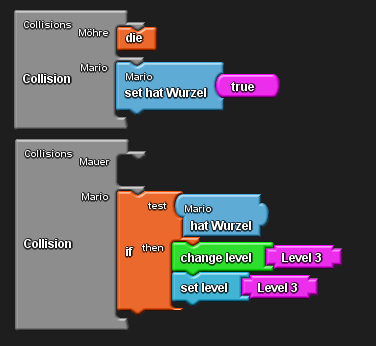 Collisions
Möhre
die
Mario
Collision
Mario
set hat Wurzel
true
Collisions
Mauer
Mario
test
Mario
hat Wurzel
Collision
if
then
change level
Level 3
set level
Level 3